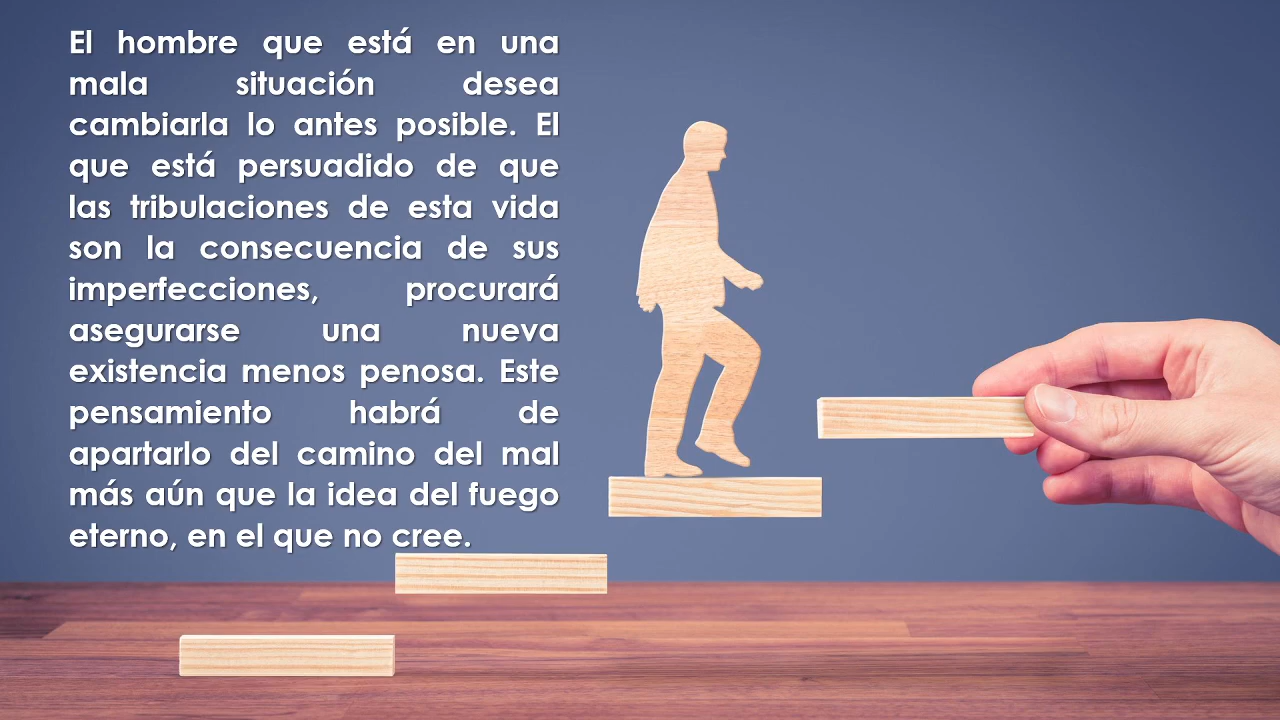 El hombre que está en una
mala situación desea
cambiarla lo antes posible. El
que está persuadido de que
las tribulaciones de esta vida
son la consecuencia de sus
imperfecciones, procurará
asegurarse una nueva
existencia menos penosa. Este
pensamiento habrá de
apartarlo del camino del mal
más aún que la idea del fuego
eterno, en el que no cree.